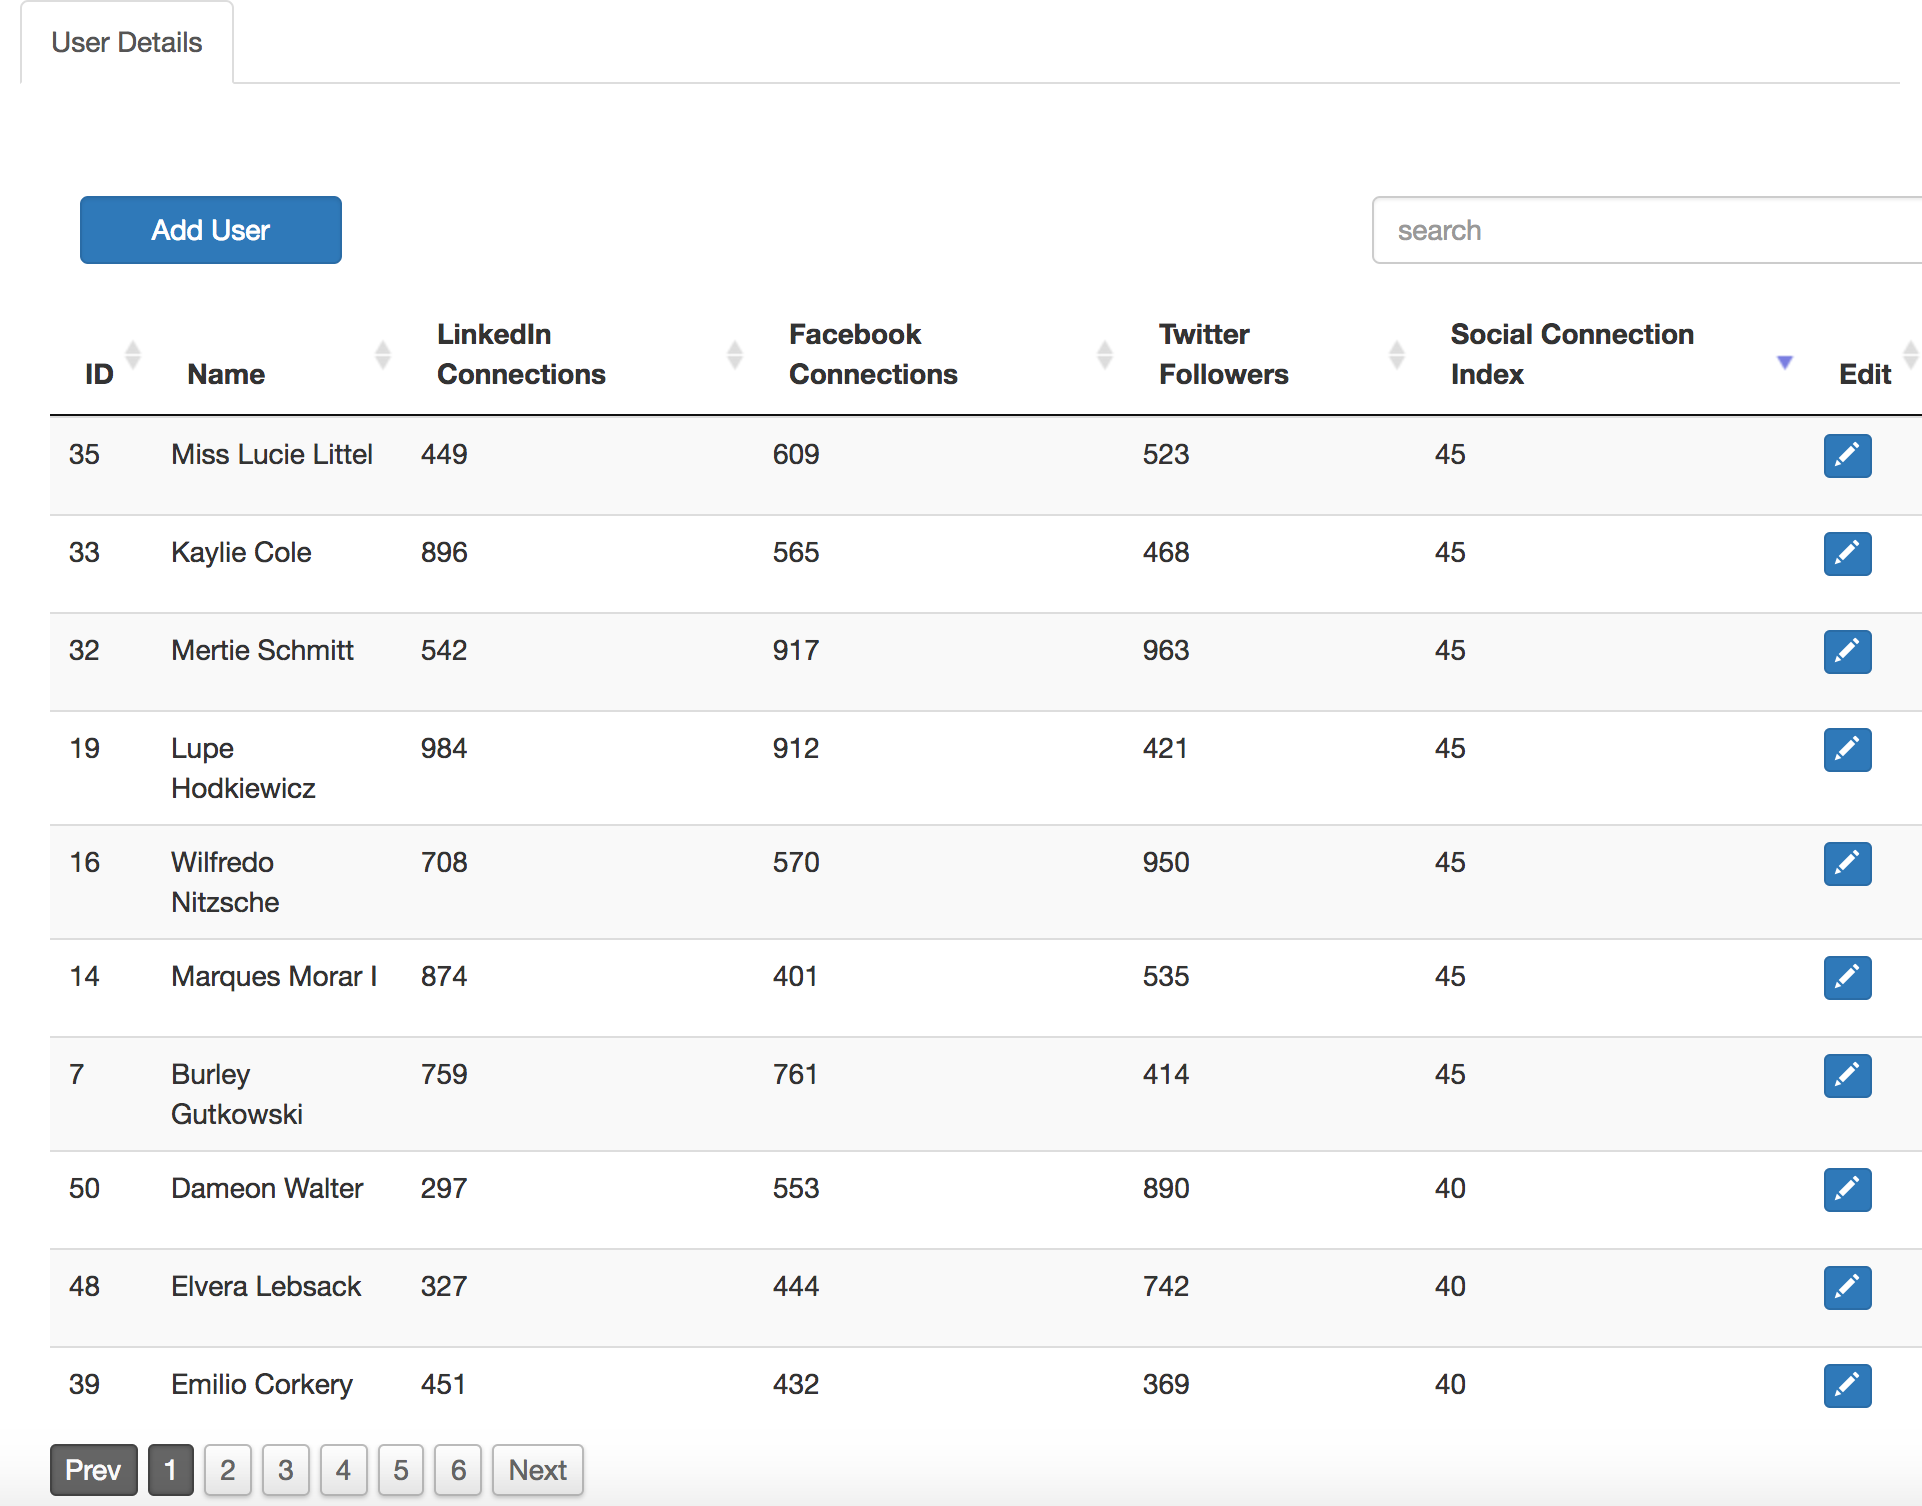 User Details
Add User
search
ID Name LinkedIn Connections Facebook Connections Twitter Followers Social Connection Index Edit
35 Miss Lucie Littel 449 609 523 45
33 Kaylie Cole 896 565 468 45
32 Mertie Schmitt 542 917 963 45
19 Lupe Hodkiewicz 984 912 421 45
16 Wilfredo Nitzsche 708 570 950 45
14 Marques Morar I 874 401 535 45
7 Burley Gutkowski 759 761 414 45
50 Dameon Walter 297 553 890 40
48 Elvera Lebsack 327 444 742 40
39 Emilio Corkery 451 432 369 40
Prev 1 2 3 4 5 6 Next